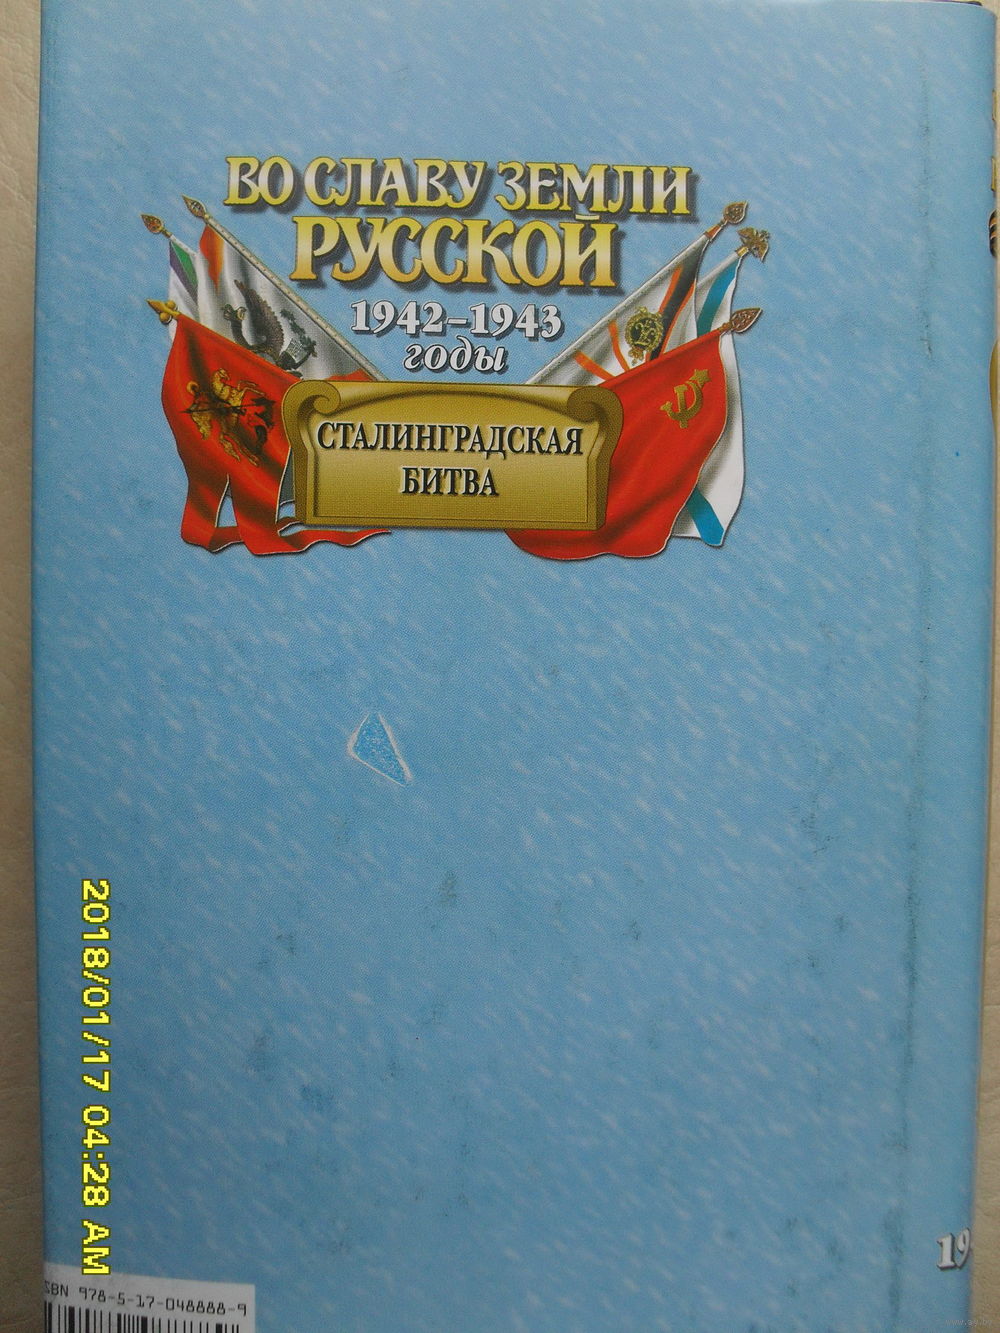 ВО СЛАВУ ЗЕМЛИ
РУССКОЙ
1942–1943
годы
СТАЛИНГРАДСКАЯ
БИТВА
2018/01/17 04:28 AM
ISBN 978-5-17-048888-9